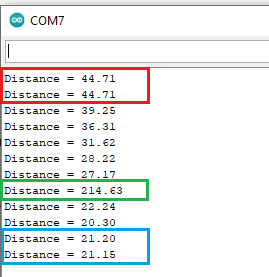 COM7
Distance = 44.71
Distance = 44.71
Distance = 39.25
Distance = 36.31
Distance = 31.62
Distance = 28.22
Distance = 27.17
Distance = 214.63
Distance = 22.24
Distance = 20.30
Distance = 21.20
Distance = 21.15